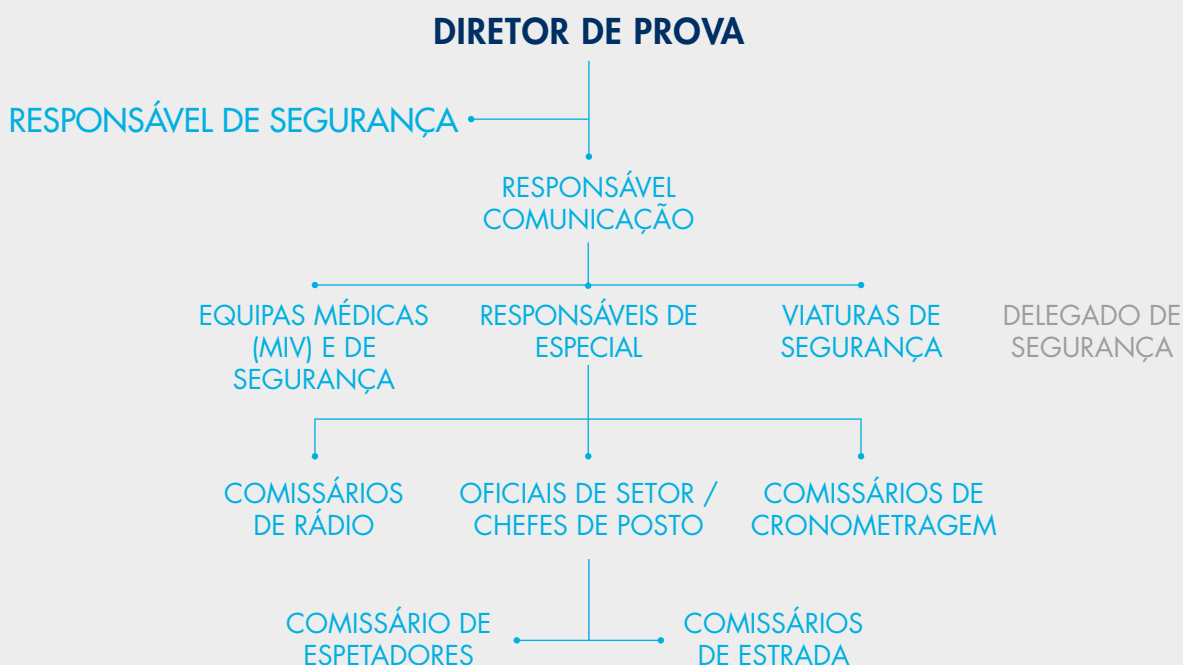 DIRETOR DE PROVA
RESPONSÁVEL DE SEGURANÇA
RESPONSÁVEL
COMUNICAÇÃO
EQUIPAS MÉDICAS
(MIV) E DE
SEGURANÇA
RESPONSÁVEIS DE
ESPECIAL
VIATURAS DE
SEGURANÇA
DELEGADO DE
SEGURANÇA
COMISSÁRIOS
DE RÁDIO
OFICIAIS DE SETOR /
CHEFES DE POSTO
COMISSÁRIOS DE
CRONOMETRAGEM
COMISSÁRIO DE
ESPETADORES
COMISSÁRIOS
DE ESTRADA